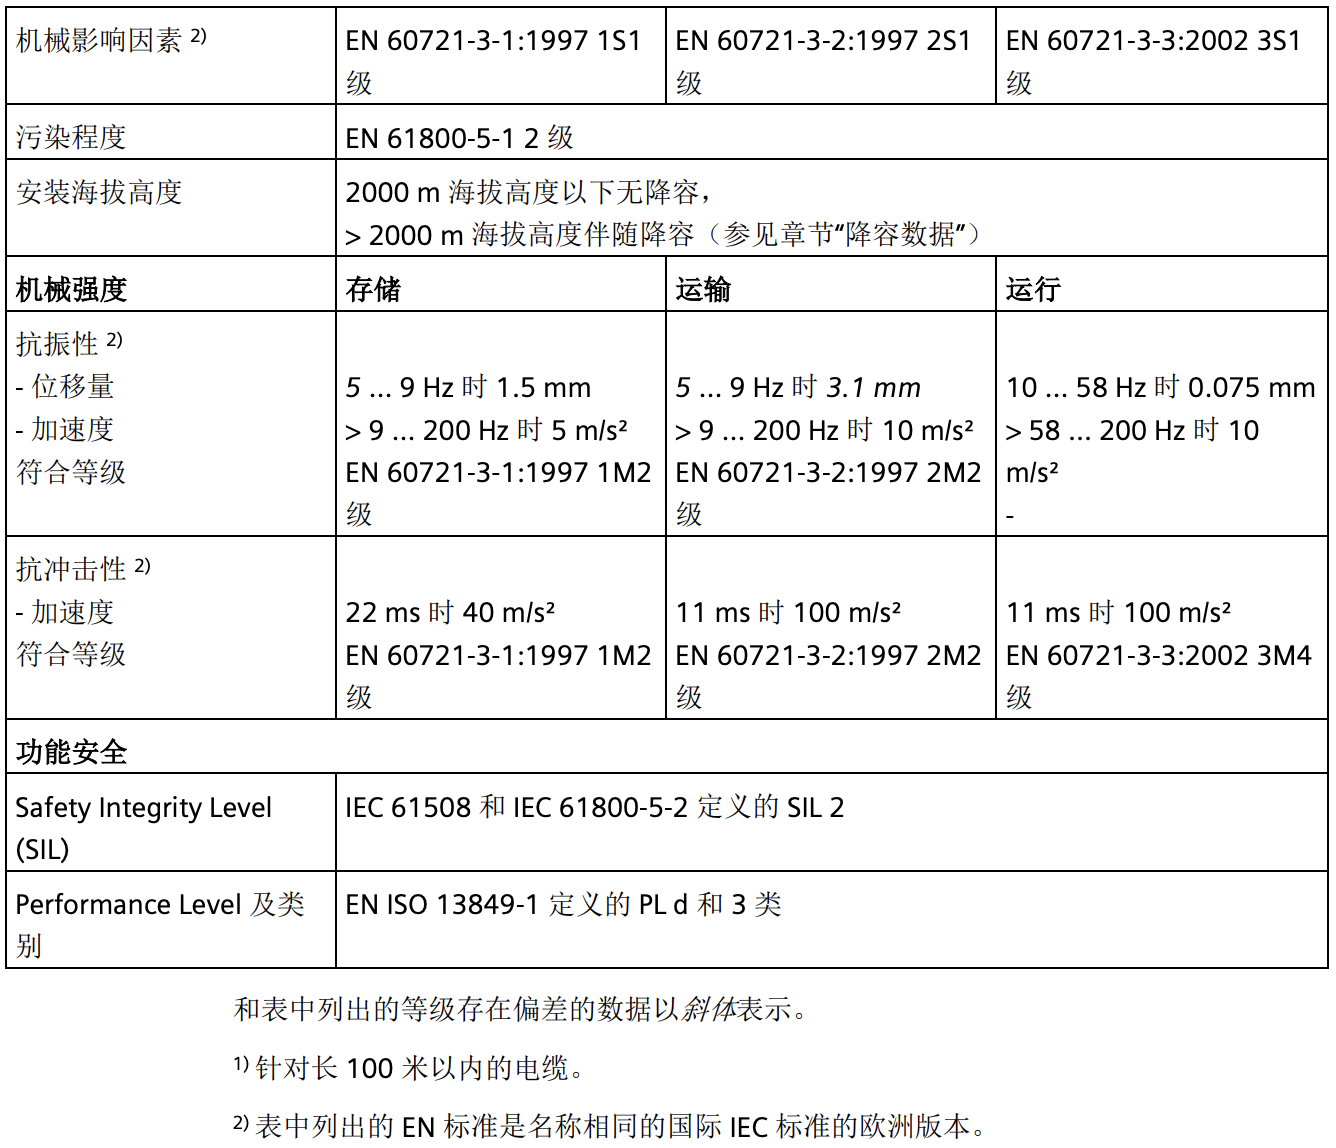 机械影响因素 2)
EN 60721-3-1:1997 1S1
级
EN 60721-3-2:1997 2S1
级
EN 60721-3-3:2002 3S1
级
污染程度
EN 61800-5-1 2 级
安装海拔高度
2000 m 海拔高度以下无降容，
> 2000 m 海拔高度伴随降容（参见章节"降容数据"）
机械强度
存储
运输
运行
抗振性 2)
- 位移量
- 加速度
符合等级
5 ... 9 Hz 时 1.5 mm
> 9 ... 200 Hz 时 5 m/s²
EN 60721-3-1:1997 1M2
级
5 ... 9 Hz 时 3.1 mm
> 9 ... 200 Hz 时 10 m/s²
EN 60721-3-2:1997 2M2
级
10 ... 58 Hz 时 0.075 mm
> 58 ... 200 Hz 时 10
m/s²
-
抗冲击性 2)
- 加速度
符合等级
22 ms 时 40 m/s²
EN 60721-3-1:1997 1M2
级
11 ms 时 100 m/s²
EN 60721-3-2:1997 2M2
级
11 ms 时 100 m/s²
EN 60721-3-3:2002 3M4
级
功能安全
Safety Integrity Level
(SIL)
IEC 61508 和 IEC 61800-5-2 定义的 SIL 2
Performance Level 及类
别
EN ISO 13849-1 定义的 PL d 和 3 类
和表中列出的等级存在偏差的数据以斜体表示。
1) 针对长 100 米以内的电缆。
2) 表中列出的 EN 标准是名称相同的国际 IEC 标准的欧洲版本。